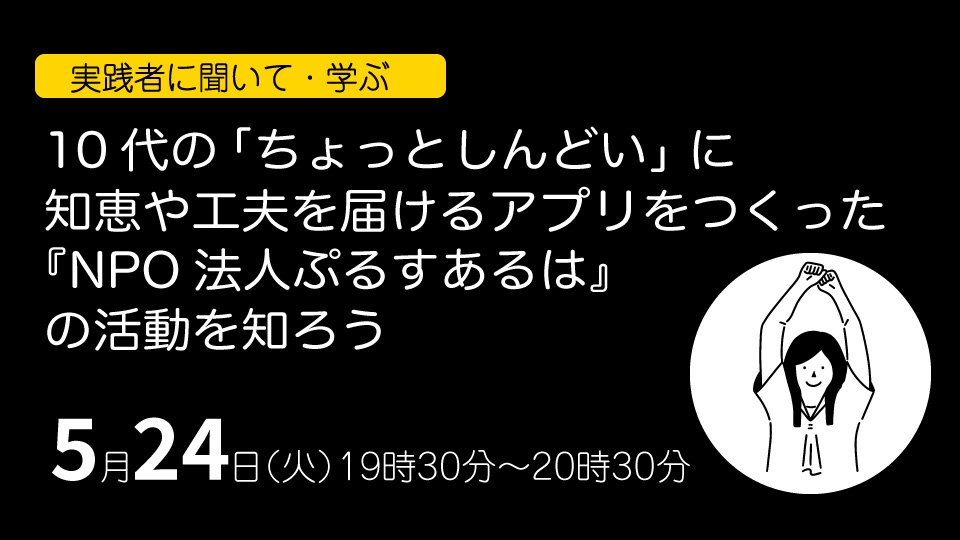 実践者に聞いて・学ぶ
10代の「ちょっとしんどい」に
知恵や工夫を届けるアプリをつくった
『NPO法人ぷるすあるは』
の活動を知ろう
5月24日(火)19時30分〜20時30分